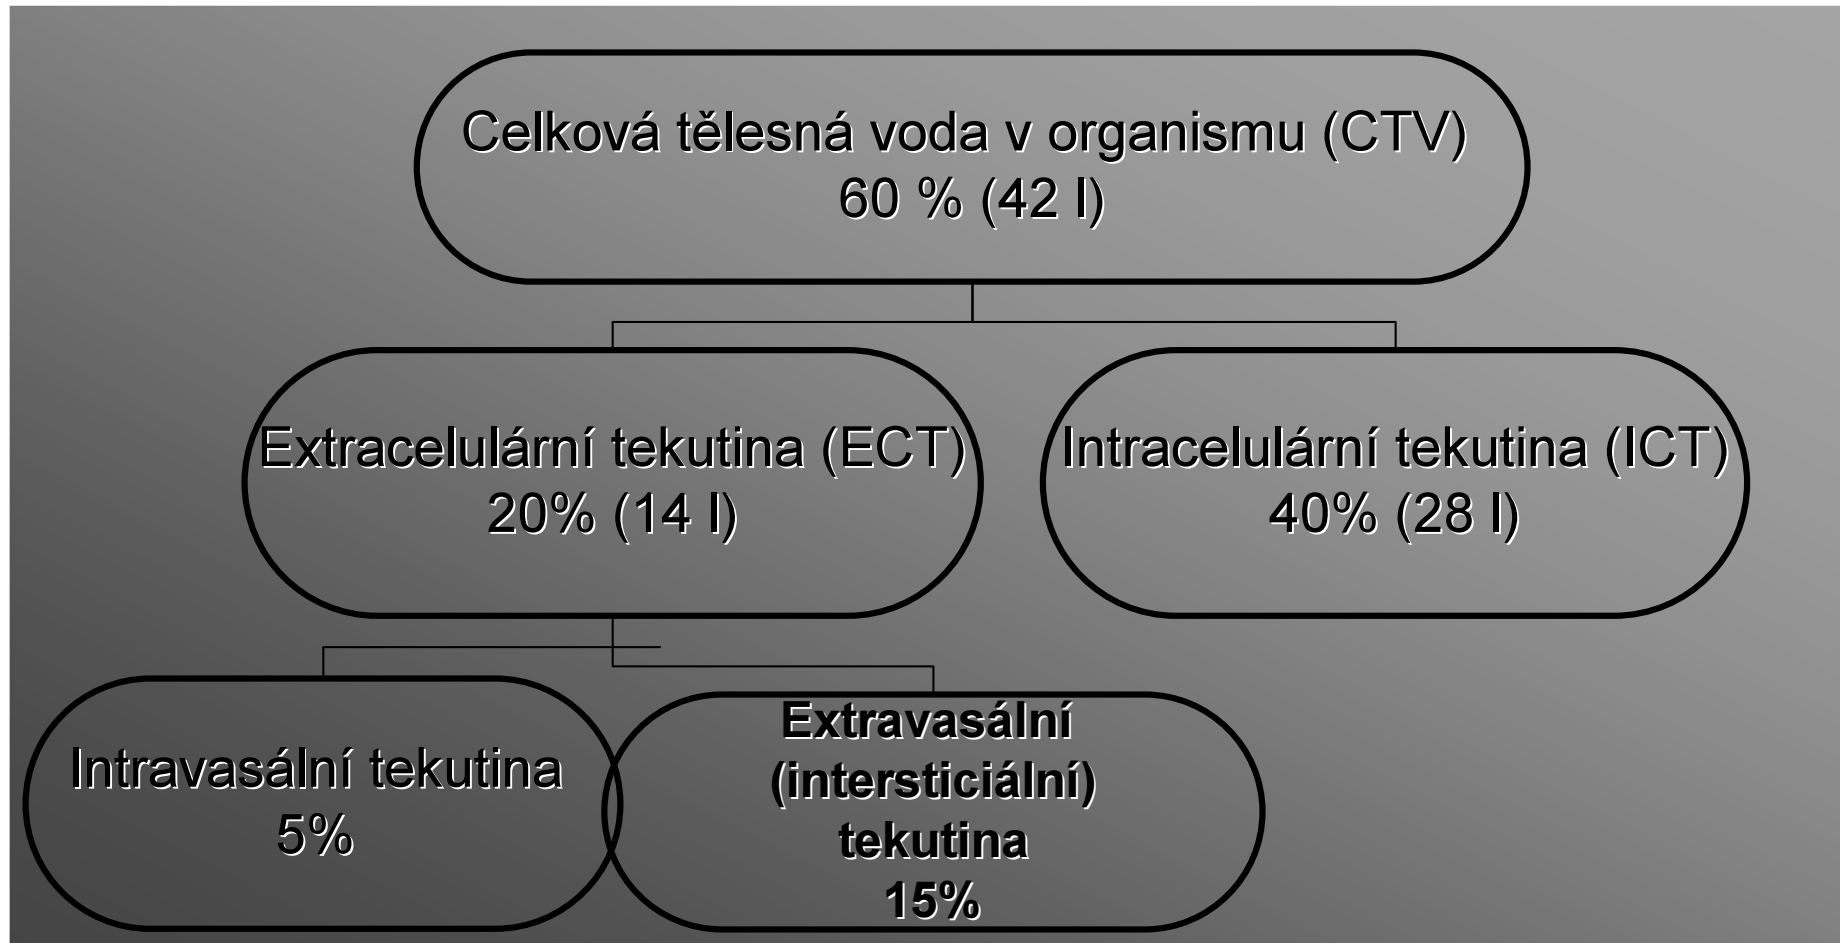 Celková tělesná voda v organismu (CTV)
60 % (42 l)
Extracelulární tekutina (ECT)
20% (14 l)
Intracelulární tekutina (ICT)
40% (28 l)
Intravasální tekutina
5%
Extravasální
(intersticiální)
tekutina
15%